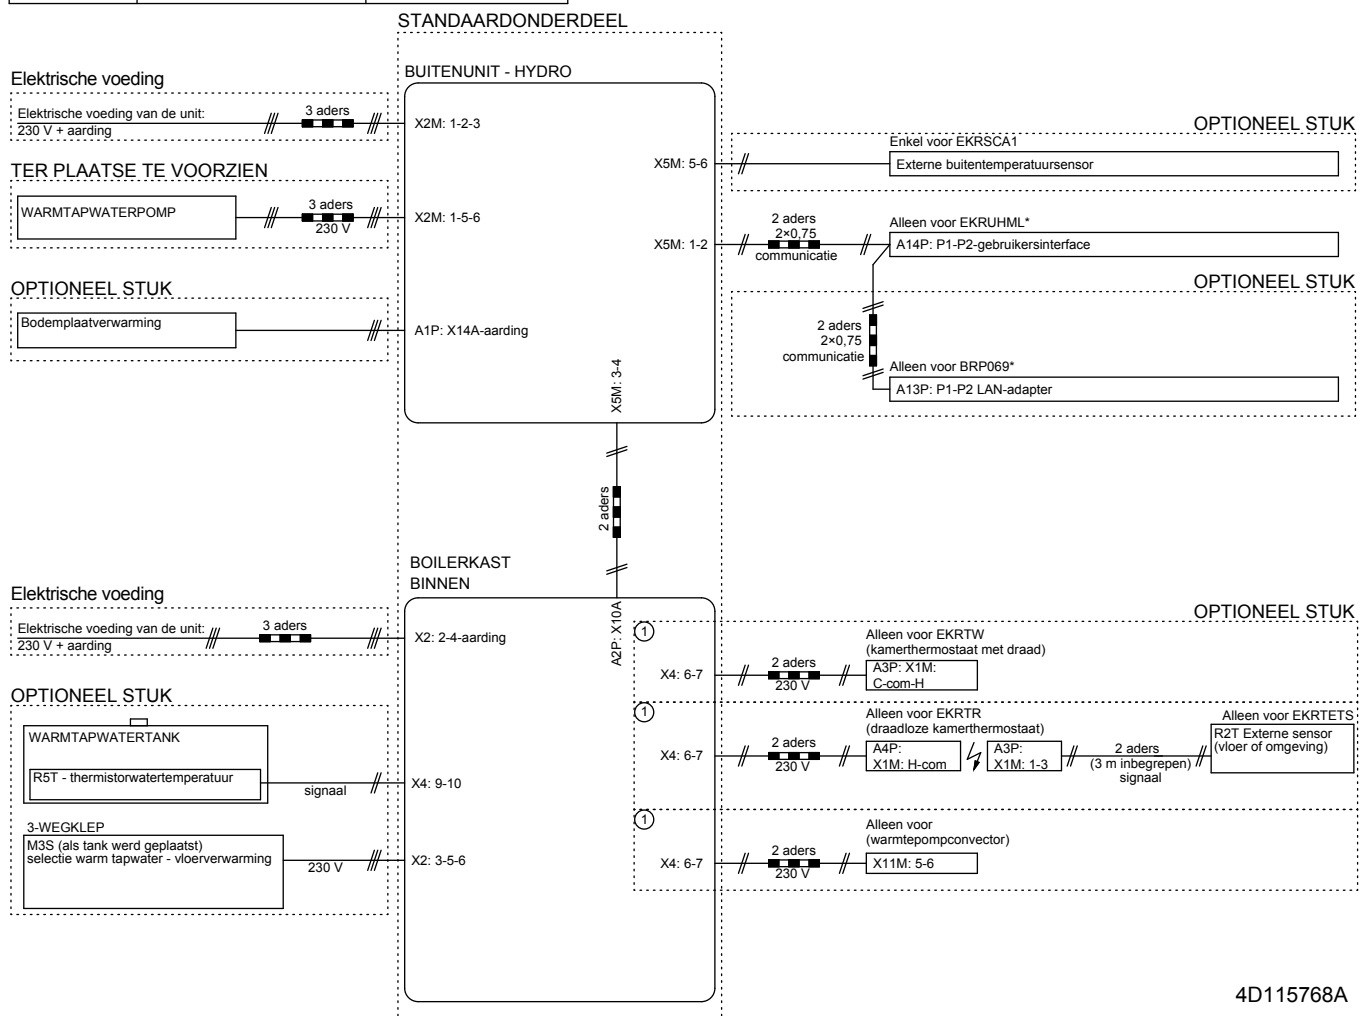 STANDAARDONDERDEEL
BUITENUNIT - HYDRO
Elektrische voeding
Elektrische voeding van de unit:
230 V + aarding
3 aders
X2M: 1-2-3
TER PLAATSE TE VOORZIEN
WARMTAPWATERPOMP
3 aders
230 V
X2M: 1-5-6
OPTIONEEL STUK
Bodemplaatverwarming
A1P: X14A-aarding
OPTIONEEL STUK
Enkel voor EKRSCA1
X5M: 5-6
Externe buitentemperatuursensor
X5M: 1-2
2 aders
2×0,75
communicatie
Alleen voor EKRUHML*
A14P: P1-P2-gebruikersinterface
OPTIONEEL STUK
2 aders
2×0,75
communicatie
Alleen voor BRP069*
A13P: P1-P2 LAN-adapter
X5M: 3-4
2 aders
A2P: X10A
BOILERKAST
BINNEN
Elektrische voeding
Elektrische voeding van de unit:
230 V + aarding
3 aders
X2: 2-4-aarding
OPTIONEEL STUK
WARMTAPWATERTANK
R5T - thermistorwatertemperatuur
signaal
X4: 9-10
3-WEGKLEP
M3S (als tank werd geplaatst)
selectie warm tapwater - vloerverwarming
230 V
X2: 3-5-6
OPTIONEEL STUK
1
X4: 6-7
2 aders
230 V
Alleen voor EKRTW
(kamerthermostaat met draad)
A3P: X1M:
C-com-H
1
X4: 6-7
2 aders
230 V
Alleen voor EKRTR
(draadloze kamerthermostaat)
A4P:
X1M: H-com
A3P:
X1M: 1-3
2 aders
(3 m inbegrepen)
signaal
Alleen voor EKRTETS
R2T Externe sensor
(vloer of omgeving)
1
X4: 6-7
2 aders
230 V
Alleen voor
(warmtepompconvector)
X11M: 5-6
4D115768A